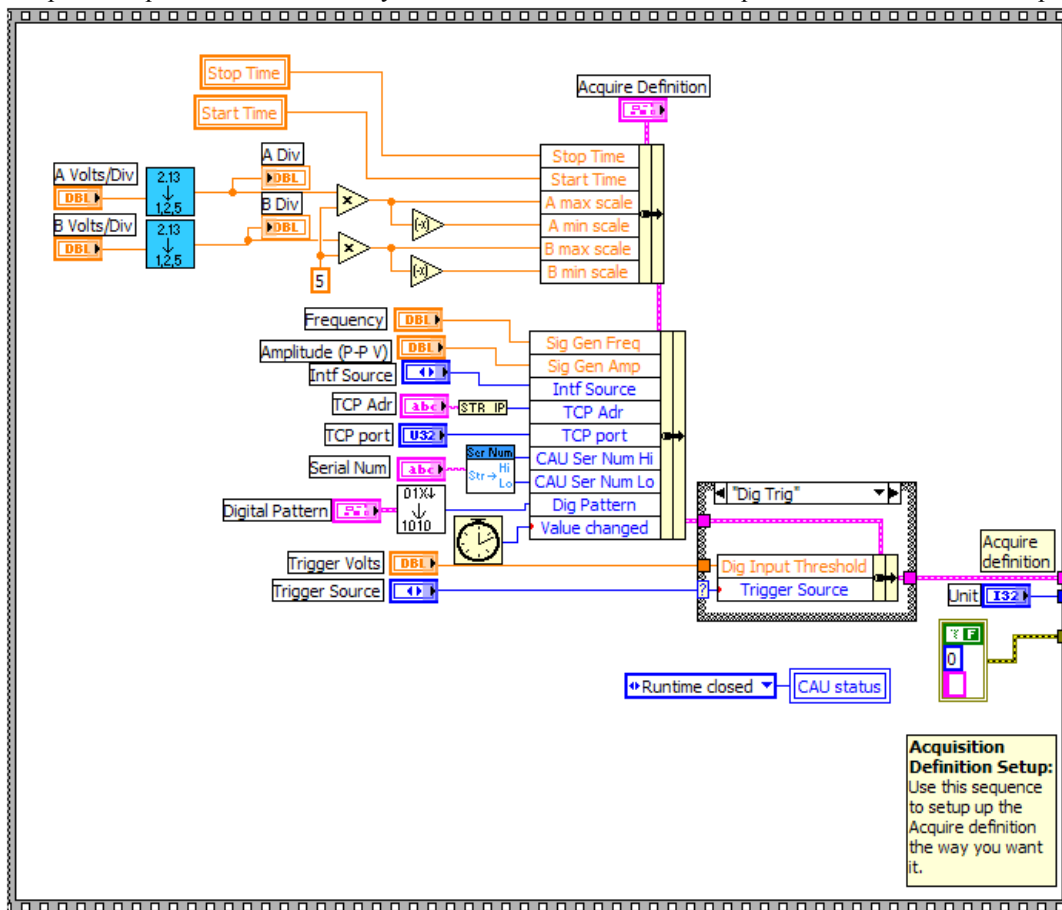 Stop Time
Acquire Definition
Start Time
A Div
Stop Time
A Volts/Div
2.13
DBL
Start Time
DBL
1,2,5
B Div
x
A max scale
B Volts/Div
2.13
DBL
A min scale
(-x)
DBL
1,2,5
x
B max scale
5
(-x)
B min scale
Frequency
DBL
Sig Gen Freq
Amplitude (P-P V)
DBL
Sig Gen Amp
Intf Source
Intf Source
TCP Adr
abc
STR IP
TCP Adr
TCP port
U32
TCP port
Ser Num
CAU Ser Num Hi
Serial Num
abc
Str→
Hi
Lo
CAU Ser Num Lo
"Dig Trig"
Digital Pattern
01X↓
1010
Dig Pattern
Value changed
Acquire
definition
Trigger Volts
DBL
Dig Input Threshold
Trigger Source
?
Trigger Source
Unit
I32
F
0
Runtime closed
CAU status
Acquisition
Definition Setup:
Use this sequence
to setup up the
Acquire definition
the way you want
it.